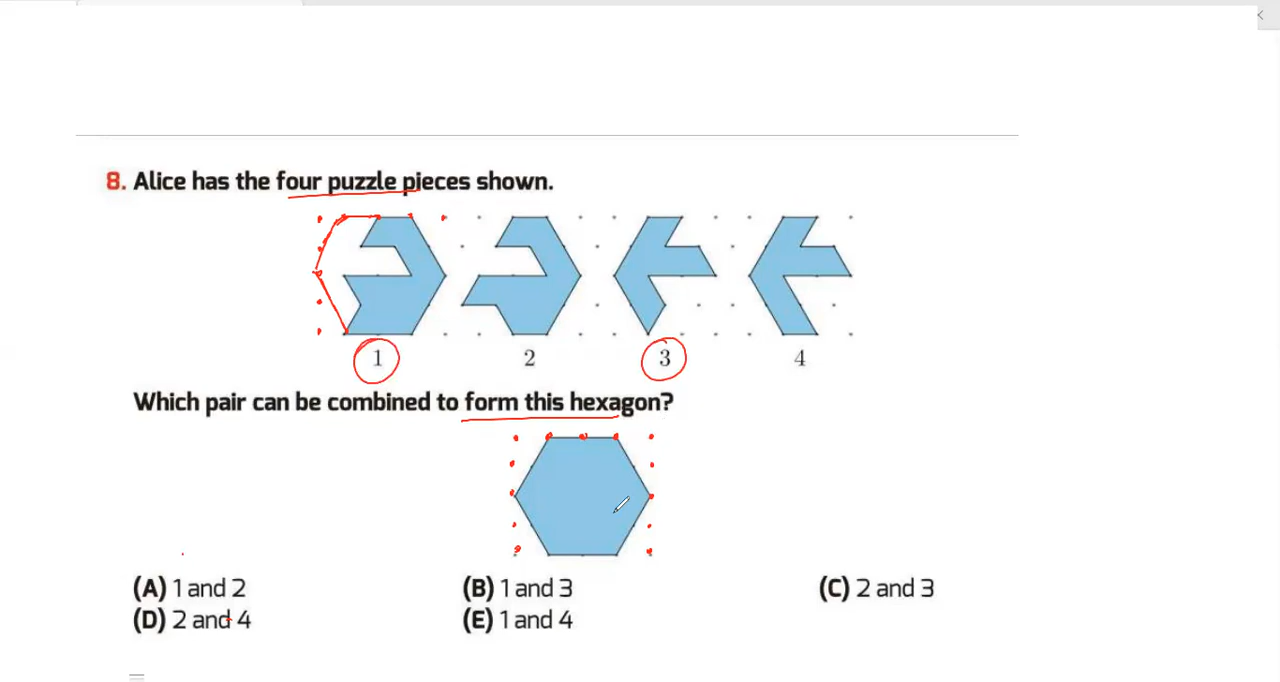 8. Alice has the four puzzle pieces shown.
1 2 3 4
Which pair can be combined to form this hexagon?
(A) 1 and 2 (B) 1 and 3 (C) 2 and 3
(D) 2 and 4 (E) 1 and 4